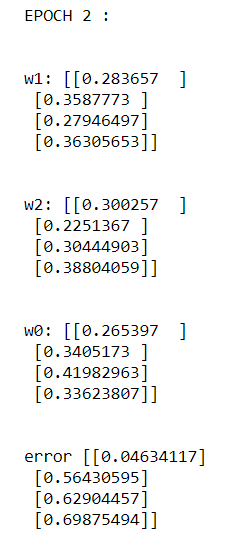 EPOCH 2 :
w1: [[0.283657  ]
 [0.3587773 ]
 [0.27946497]
 [0.36305653]]
w2: [[0.300257  ]
 [0.2251367 ]
 [0.30444903]
 [0.38804059]]
w0: [[0.265397  ]
 [0.3405173 ]
 [0.41982963]
 [0.33623807]]
error [[0.04634117]
 [0.56430595]
 [0.62904457]
 [0.69875494]]